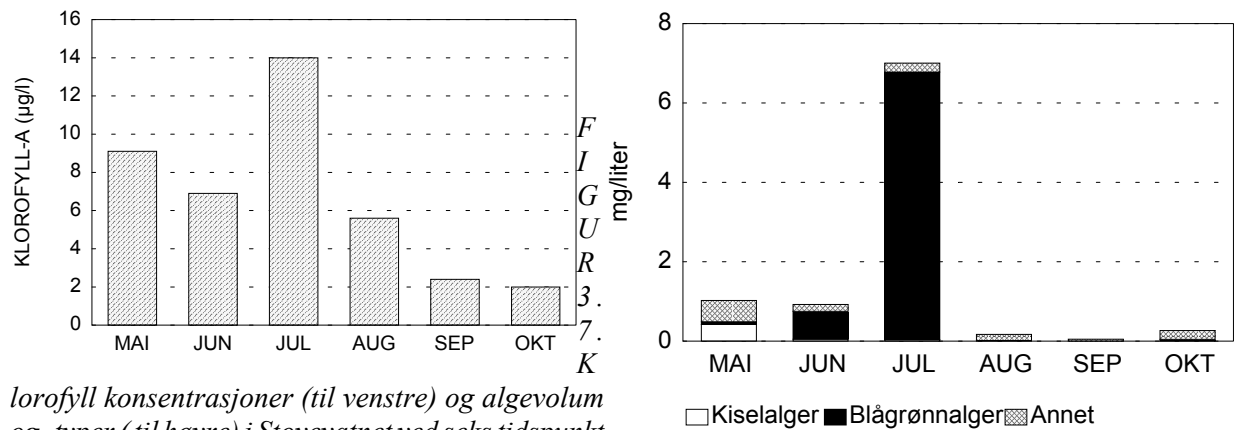 16
14
12
10
8
6
4
2
0
KLOROFYLL-A (µg/l)
MAI JUN JUL AUG SEP OKT
8
6
4
2
0
mg/liter
MAI JUN JUL AUG SEP OKT
Kiselalger Blågrønnalger Annet
F
I
G
U
R
3.
7.
K
lorofyll konsentrasjoner (til venstre) og algevolum